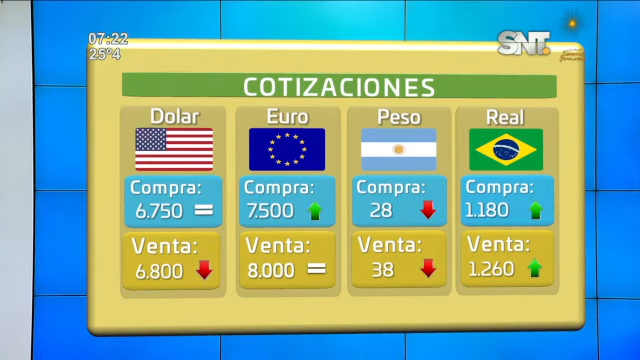 07:22
25°4
SNT
COTIZACIONES
Dolar Euro Peso Real
Compra: Compra: Compra: Compra:
6.750 = 7.500 28 1.180
Venta: Venta: Venta: Venta:
6.800 8.000 = 38 1.260